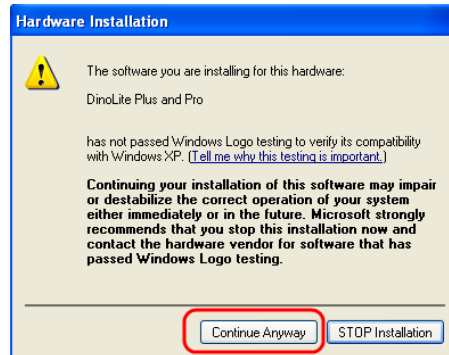 Hardware Installation
The software you are installing for this hardware:
DinoLite Plus and Pro
has not passed Windows Logo testing to verify its compatibility
with Windows XP. (Tell me why this testing is important.)
Continuing your installation of this software may impair
or destabilize the correct operation of your system
either immediately or in the future. Microsoft strongly
recommends that you stop this installation now and
contact the hardware vendor for software that has
passed Windows Logo testing.
Continue Anyway STOP Installation